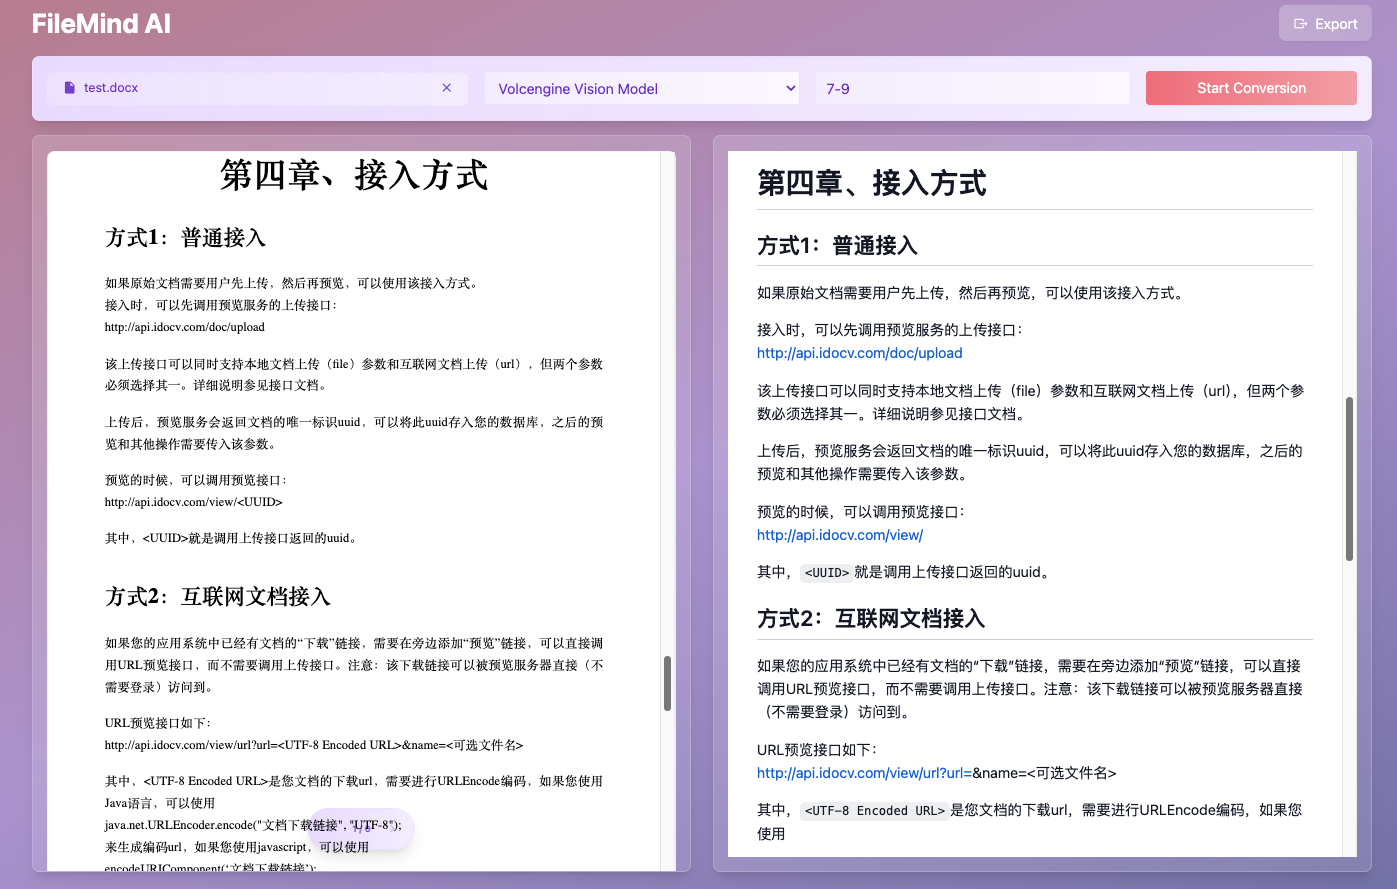 FileMind AI
Export
test.docx
Volcengine Vision Model
7-9
Start Conversion
第四章、接入方式
方式1：普通接入
如果原始文档需要用户先上传，然后再预览，可以使用该接入方式。
接入时，可以先调用预览服务的上传接口：
http://api.idocv.com/doc/upload
该上传接口可以同时支持本地文档上传（file）参数和互联网文档上传（url），但两个参数
必须选择其一。详细说明参见接口文档。
上传后，预览服务会返回文档的唯一标识uuid，可以将此uuid存入您的数据库，之后的预
览和其他操作需要传入该参数。
预览的时候，可以调用预览接口：
http://api.idocv.com/view/<UUID>
其中，<UUID>就是调用上传接口返回的uuid。
方式2：互联网文档接入
如果您的应用系统中已经有文档的“下载”链接，需要在旁边添加“预览”链接，可以直接调
用URL预览接口，而不需要调用上传接口。注意：该下载链接可以被预览服务器直接（不
需要登录）访问到。
URL预览接口如下：
http://api.idocv.com/view/url?url=<UTF-8 Encoded URL>&name=<可选文件名>
其中，<UTF-8 Encoded URL>是您文档的下载url，需要进行URLEncode编码，如果您使用
Java语言，可以使用
java.net.URLEncoder.encode("文档下载链接", "UTF-8");
来生成编码url，如果您使用javascript，可以使用
encodeURIComponent('文档下载链接');
第四章、接入方式
方式1：普通接入
如果原始文档需要用户先上传，然后再预览，可以使用该接入方式。
接入时，可以先调用预览服务的上传接口：
http://api.idocv.com/doc/upload
该上传接口可以同时支持本地文档上传（file）参数和互联网文档上传（url），但两个参
数必须选择其一。详细说明参见接口文档。
上传后，预览服务会返回文档的唯一标识uuid，可以将此uuid存入您的数据库，之后的
预览和其他操作需要传入该参数。
预览的时候，可以调用预览接口：
http://api.idocv.com/view/
其中，<UUID>就是调用上传接口返回的uuid。
方式2：互联网文档接入
如果您的应用系统中已经有文档的“下载”链接，需要在旁边添加“预览”链接，可以直接
调用URL预览接口，而不需要调用上传接口。注意：该下载链接可以被预览服务器直接
（不需要登录）访问到。
URL预览接口如下：
http://api.idocv.com/view/url?url=&name=<可选文件名>
其中，<UTF-8 Encoded URL>是您文档的下载url，需要进行URLEncode编码，如果您
使用